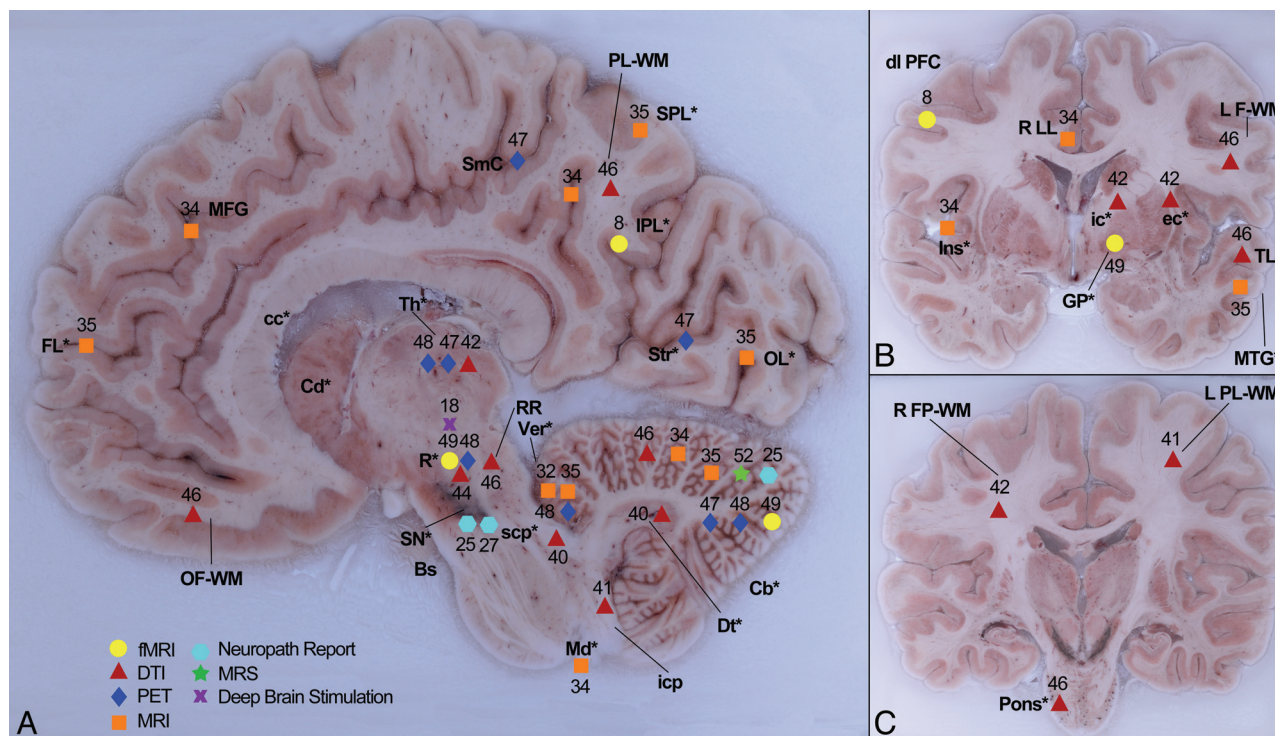 PL-WM
35
SPL*
47
SmC
46
34
34
MFG
8
IPL*
35
FL*
cc*
Th*
48 47 42
47
Str*
35
OL*
Cd*
18
RR
Ver*
49 48
R*
44
46
46 34 35 52 25
32 35
48
40
47 48 49
SN*
25 27
scp*
40
Bs
46
OF-WM
41
Dt*
Cb*
Md*
34
icp
fMRI
DTI
PET
MRI
Neuropath Report
MRS
Deep Brain Stimulation
A
dl PFC
8
R LL
34
L F-WM
46
42
ic*
42
ec*
34
Ins*
49
GP*
46
TL
35
MTG
B
R FP-WM
L PL-WM
42
41
46
Pons*
C